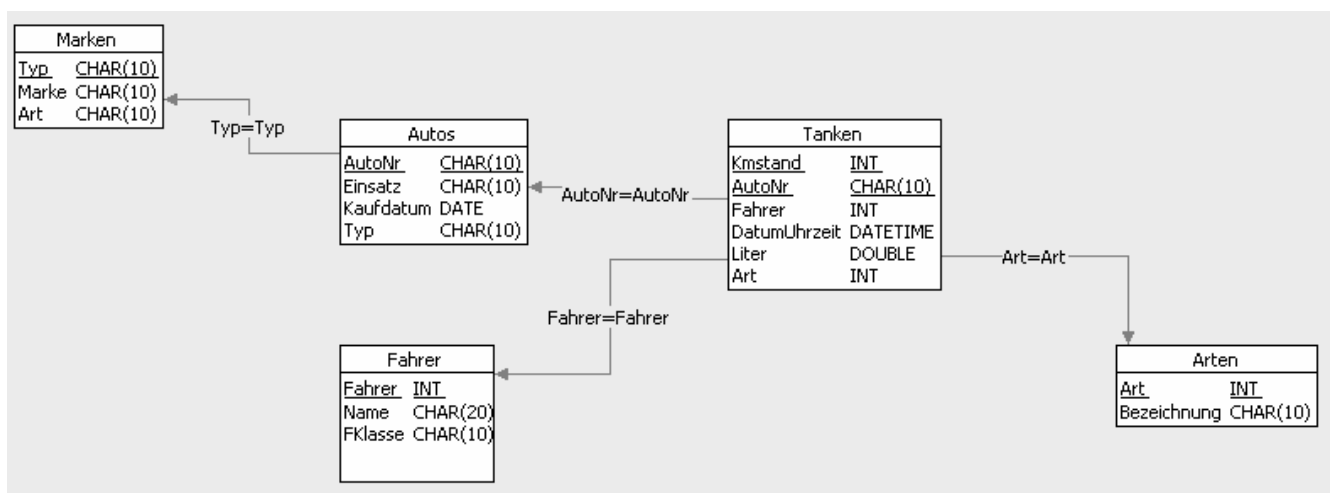 Marken
Typ CHAR(10)
Marke CHAR(10)
Art CHAR(10)
Typ=Typ
Autos
AutoNr CHAR(10)
Einsatz CHAR(10)
Kaufdatum DATE
Typ CHAR(10)
AutoNr=AutoNr
Tanken
Kmstand INT
AutoNr CHAR(10)
Fahrer INT
DatumUhrzeit DATETIME
Liter DOUBLE
Art INT
Art=Art
Fahrer=Fahrer
Fahrer
Fahrer INT
Name CHAR(20)
FKlasse CHAR(10)
Arten
Art INT
Bezeichnung CHAR(10)